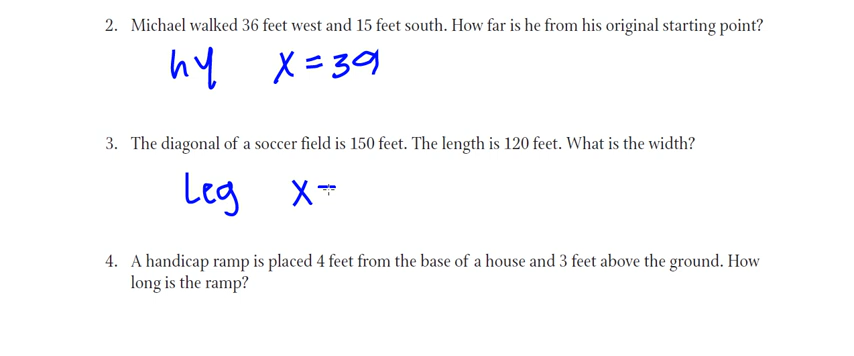 2. Michael walked 36 feet west and 15 feet south. How far is he from his original starting point?
hy x = 39
3. The diagonal of a soccer field is 150 feet. The length is 120 feet. What is the width?
Leg x =
4. A handicap ramp is placed 4 feet from the base of a house and 3 feet above the ground. How
long is the ramp?